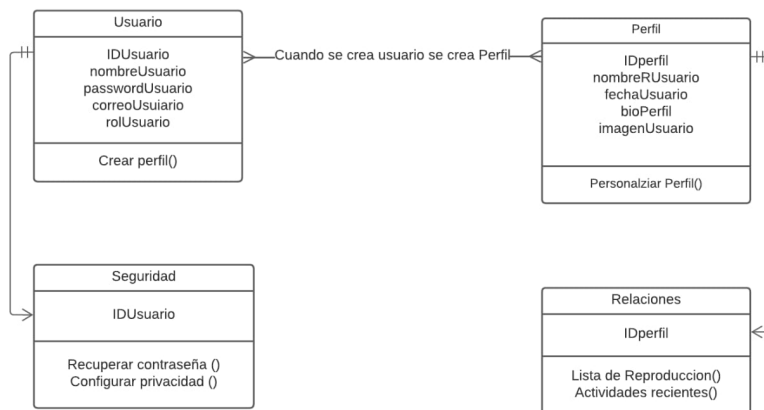 Usuario
IDUsuario
nombreUsuario
passwordUsuario
correoUsuiario
rolUsuario
Crear perfil()
Cuando se crea usuario se crea Perfil
Perfil
IDperfil
nombreRUsuario
fechaUsuario
bioPerfil
imagenUsuario
Personalziar Perfil()
Seguridad
IDUsuario
Recuperar contraseña ()
Configurar privacidad ()
Relaciones
IDperfil
Lista de Reproduccion()
Actividades recientes()